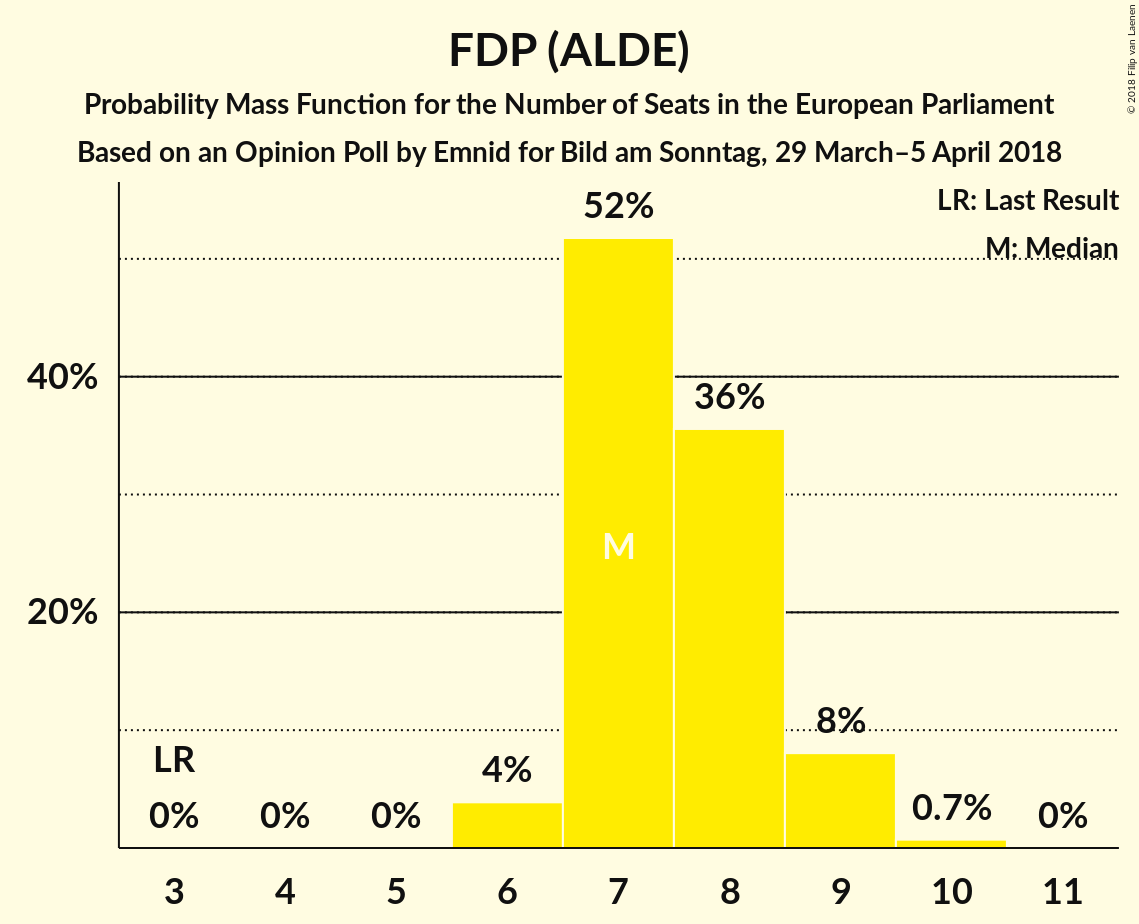 FDP (ALDE)
Probability Mass Function for the Number of Seats in the European Parliament
Based on an Opinion Poll by Emnid for Bild am Sonntag, 29 March–5 April 2018
© 2018 Filip van Laenen
LR: Last Result
M: Median
52%
40%
36%
M
20%
8%
LR
4%
0%
0%
0%
0.7%
0%
3 4 5 6 7 8 9 10 11